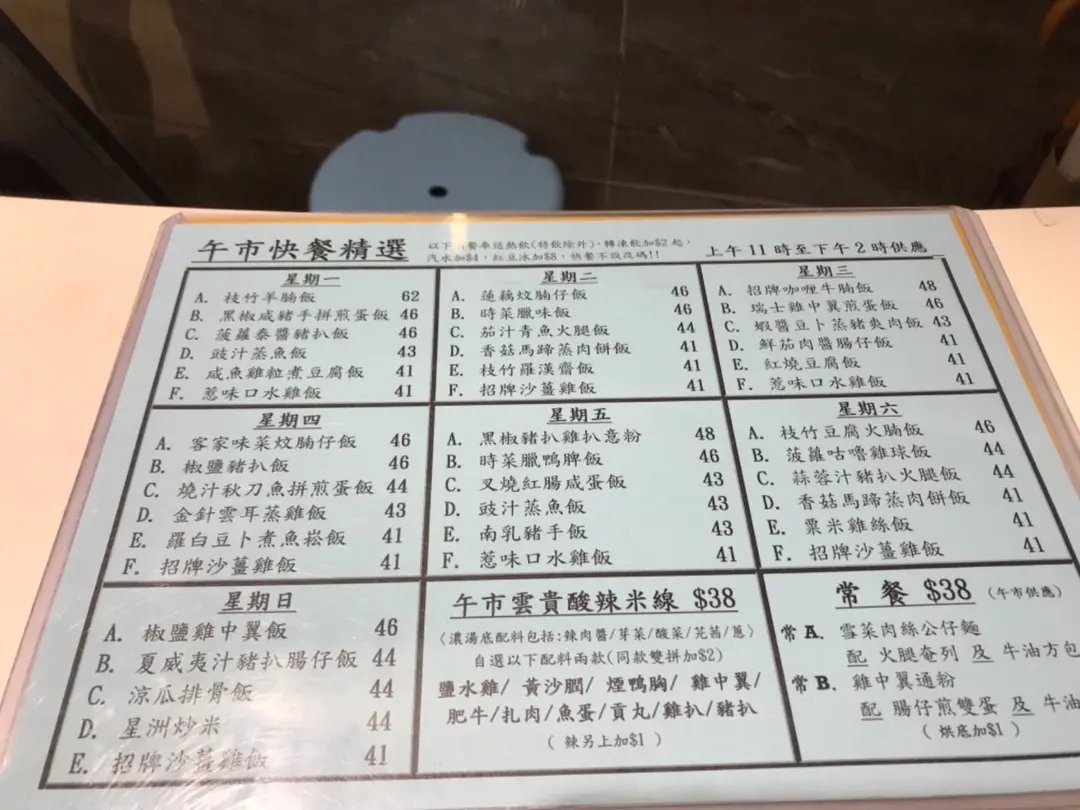 午市快餐精選
以下 餐奉送熱飲(特飲除外)，轉凍飲加$2起，
汽水加$4，紅豆冰加$8，快餐不設改碼!!
上午11時至下午2時供應
星期一
A. 枝竹羊腩飯 62
B. 黑椒咸豬手拼煎蛋飯 46
C. 菠蘿泰醬豬扒飯 46
D. 豉汁蒸魚飯 43
E. 咸魚雞粒煮豆腐飯 41
F. 惹味口水雞飯 41
星期二
A. 蓮藕炆腩仔飯 46
B. 時菜臘味飯 46
C. 茄汁青魚火腿飯 44
D. 香菇馬蹄蒸肉餅飯 41
E. 枝竹羅漢齋飯 41
F. 招牌沙薑雞飯 41
星期三
A. 招牌咖喱牛腩飯 48
B. 瑞士雞中翼煎蛋飯 46
C. 蝦醬豆卜蒸豬爽肉飯 43
D. 鮮茄肉醬腸仔飯 41
E. 紅燒豆腐飯 41
F. 惹味口水雞飯 41
星期四
A. 客家味菜炆腩仔飯 46
B. 椒鹽豬扒飯 46
C. 燒汁秋刀魚拼煎蛋飯 44
D. 金針雲耳蒸雞飯 43
E. 羅白豆卜煮魚崧飯 41
F. 招牌沙薑雞飯 41
星期五
A. 黑椒豬扒雞扒意粉 48
B. 時菜臘鴨脾飯 46
C. 叉燒紅腸咸蛋飯 43
D. 豉汁蒸魚飯 43
E. 南乳豬手飯 43
F. 惹味口水雞飯 41
星期六
A. 枝竹豆腐火腩飯 46
B. 菠蘿咕嚕雞球飯 44
C. 蒜蓉汁豬扒火腿飯 44
D. 香菇馬蹄蒸肉餅飯 41
E. 粟米雞絲飯 41
F. 招牌沙薑雞飯 41
星期日
A. 椒鹽雞中翼飯 46
B. 夏威夷汁豬扒腸仔飯 44
C. 涼瓜排骨飯 44
D. 星洲炒米 44
E. 招牌沙薑雞飯 41
午市雲貴酸辣米線 $38
(濃湯底配料包括:辣肉醬/芽菜/酸菜/芫茜/蔥)
自選以下配料兩款(同款雙拼加$2)
鹽水雞/ 黃沙膶/ 煙鴨胸/ 雞中翼/
肥牛/扎肉/魚蛋/貢丸/雞扒/豬扒
( 辣另上加$1 )
常餐 $38 (午市供應)
常A. 雪菜肉絲公仔麵
配 火腿奄列 及 牛油方包
常B. 雞中翼通粉
配 腸仔煎雙蛋 及 牛油
( 烘底加$1 )